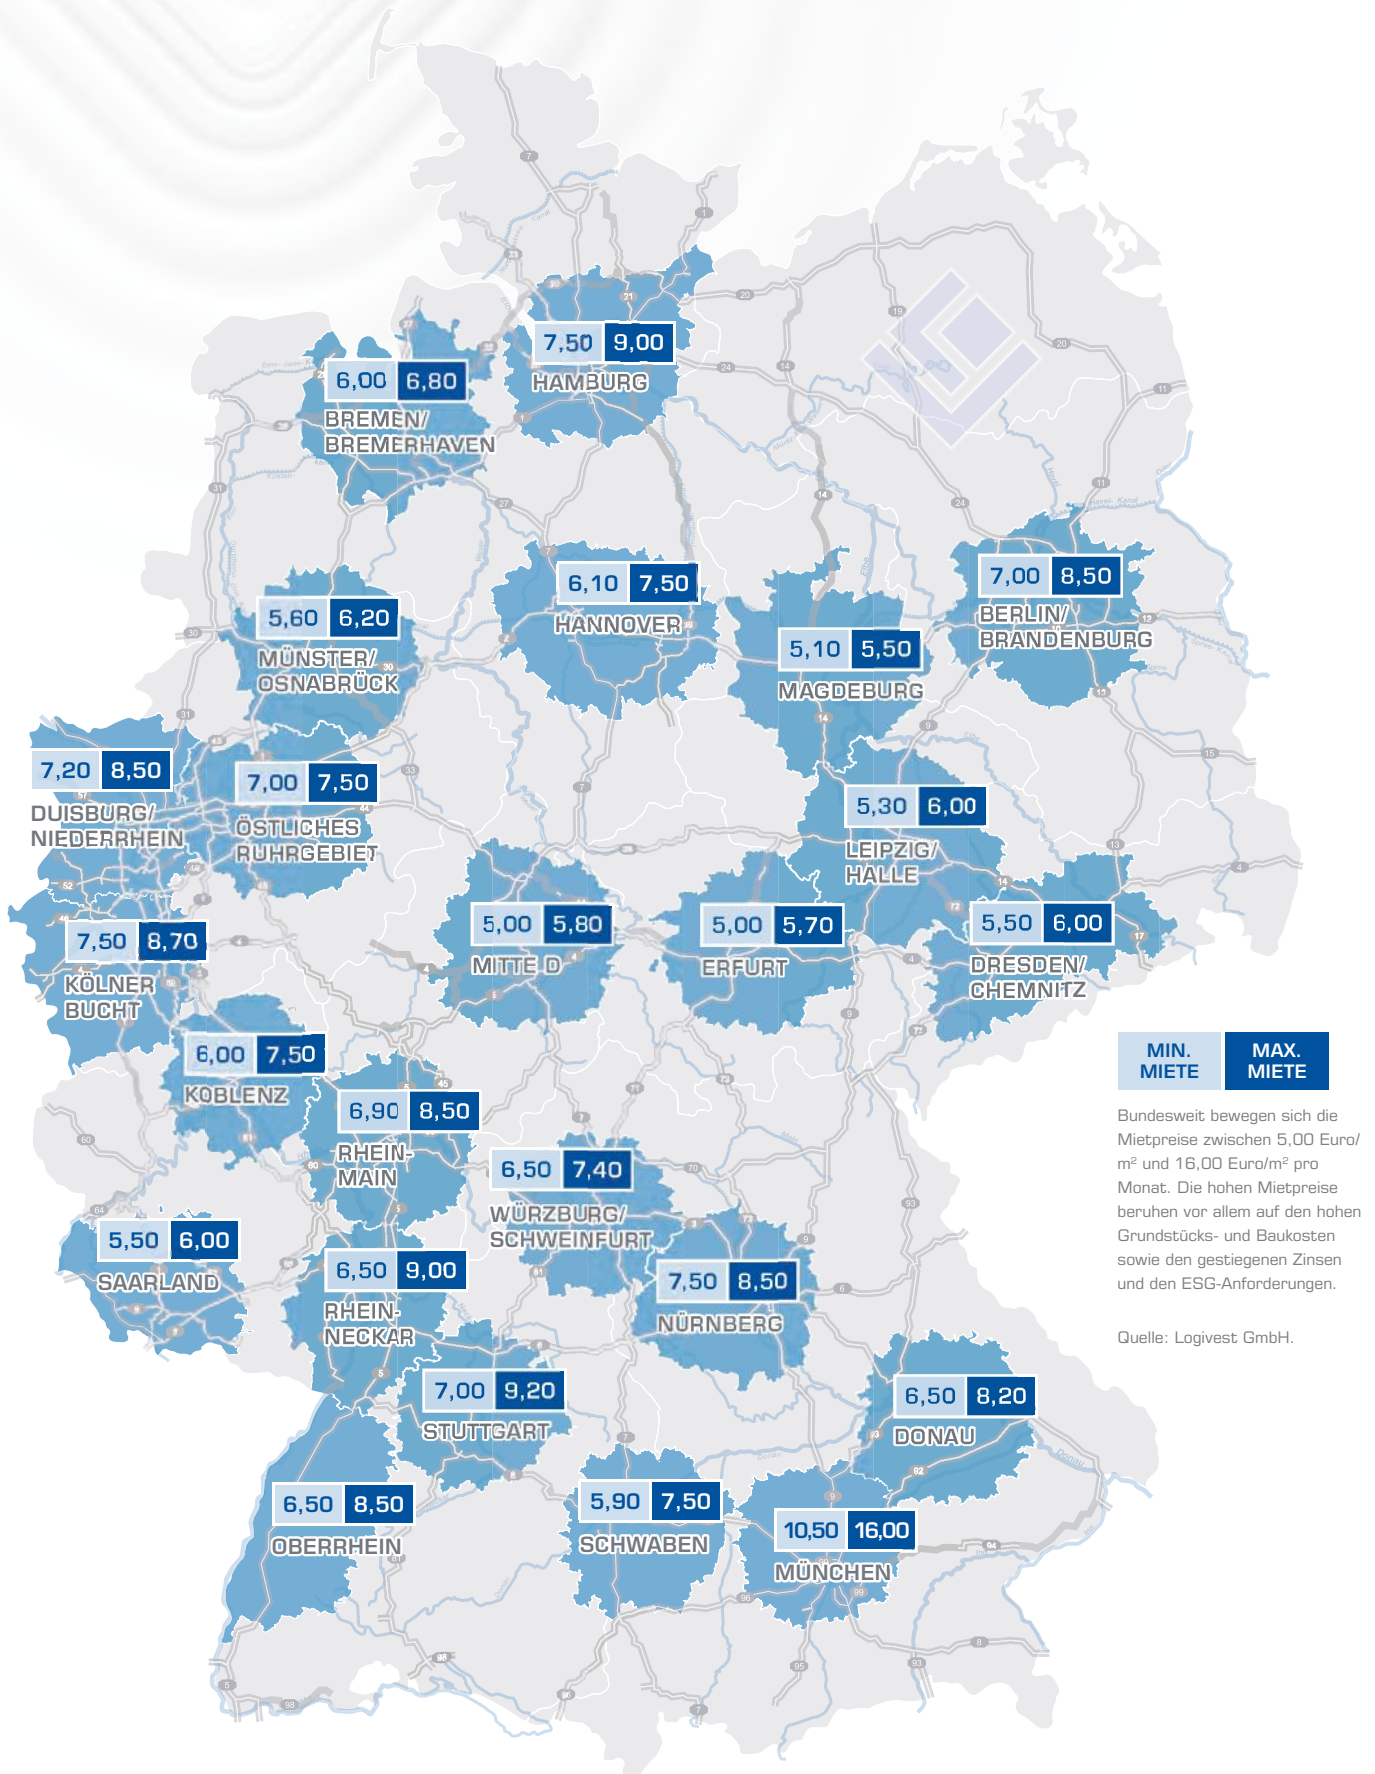 7,50 9,00
HAMBURG
6,00 6,80
BREMEN/
BREMERHAVEN
6,10 7,50
HANNOVER
7,00 8,50
BERLIN/
BRANDENBURG
5,60 6,20
MÜNSTER/
OSNABRÜCK
5,10 5,50
MAGDEBURG
7,20 8,50
DUISBURG/
NIEDERRHEIN
7,00 7,50
ÖSTLICHES
RUHRGEBIET
5,30 6,00
LEIPZIG/
HALLE
7,50 8,70
KÖLNER
BUCHT
5,00 5,80
MITTE D
5,00 5,70
ERFURT
5,50 6,00
DRESDEN/
CHEMNITZ
6,00 7,50
KOBLENZ
6,90 8,50
RHEIN-
MAIN
6,50 7,40
WÜRZBURG/
SCHWEINFURT
5,50 6,00
SAARLAND
6,50 9,00
RHEIN-
NECKAR
7,50 8,50
NÜRNBERG
7,00 9,20
STUTTGART
6,50 8,20
DONAU
6,50 8,50
OBERRHEIN
5,90 7,50
SCHWABEN
10,50 16,00
MÜNCHEN
MIN. MAX.
MIETE MIETE
Bundesweit bewegen sich die
Mietpreise zwischen 5,00 Euro/
m² und 16,00 Euro/m² pro
Monat. Die hohen Mietpreise
beruhen vor allem auf den hohen
Grundstücks- und Baukosten
sowie den gestiegenen Zinsen
und den ESG-Anforderungen.
Quelle: Logivest GmbH.